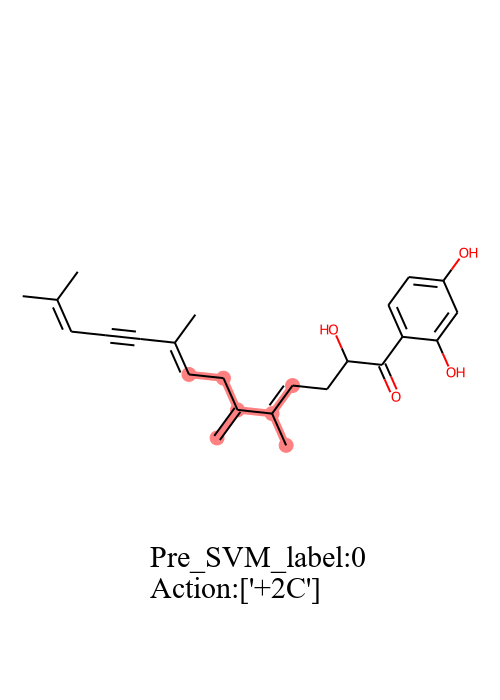 OH
HO
OH
O
Pre_SVM_label:0
Action:['+2C']